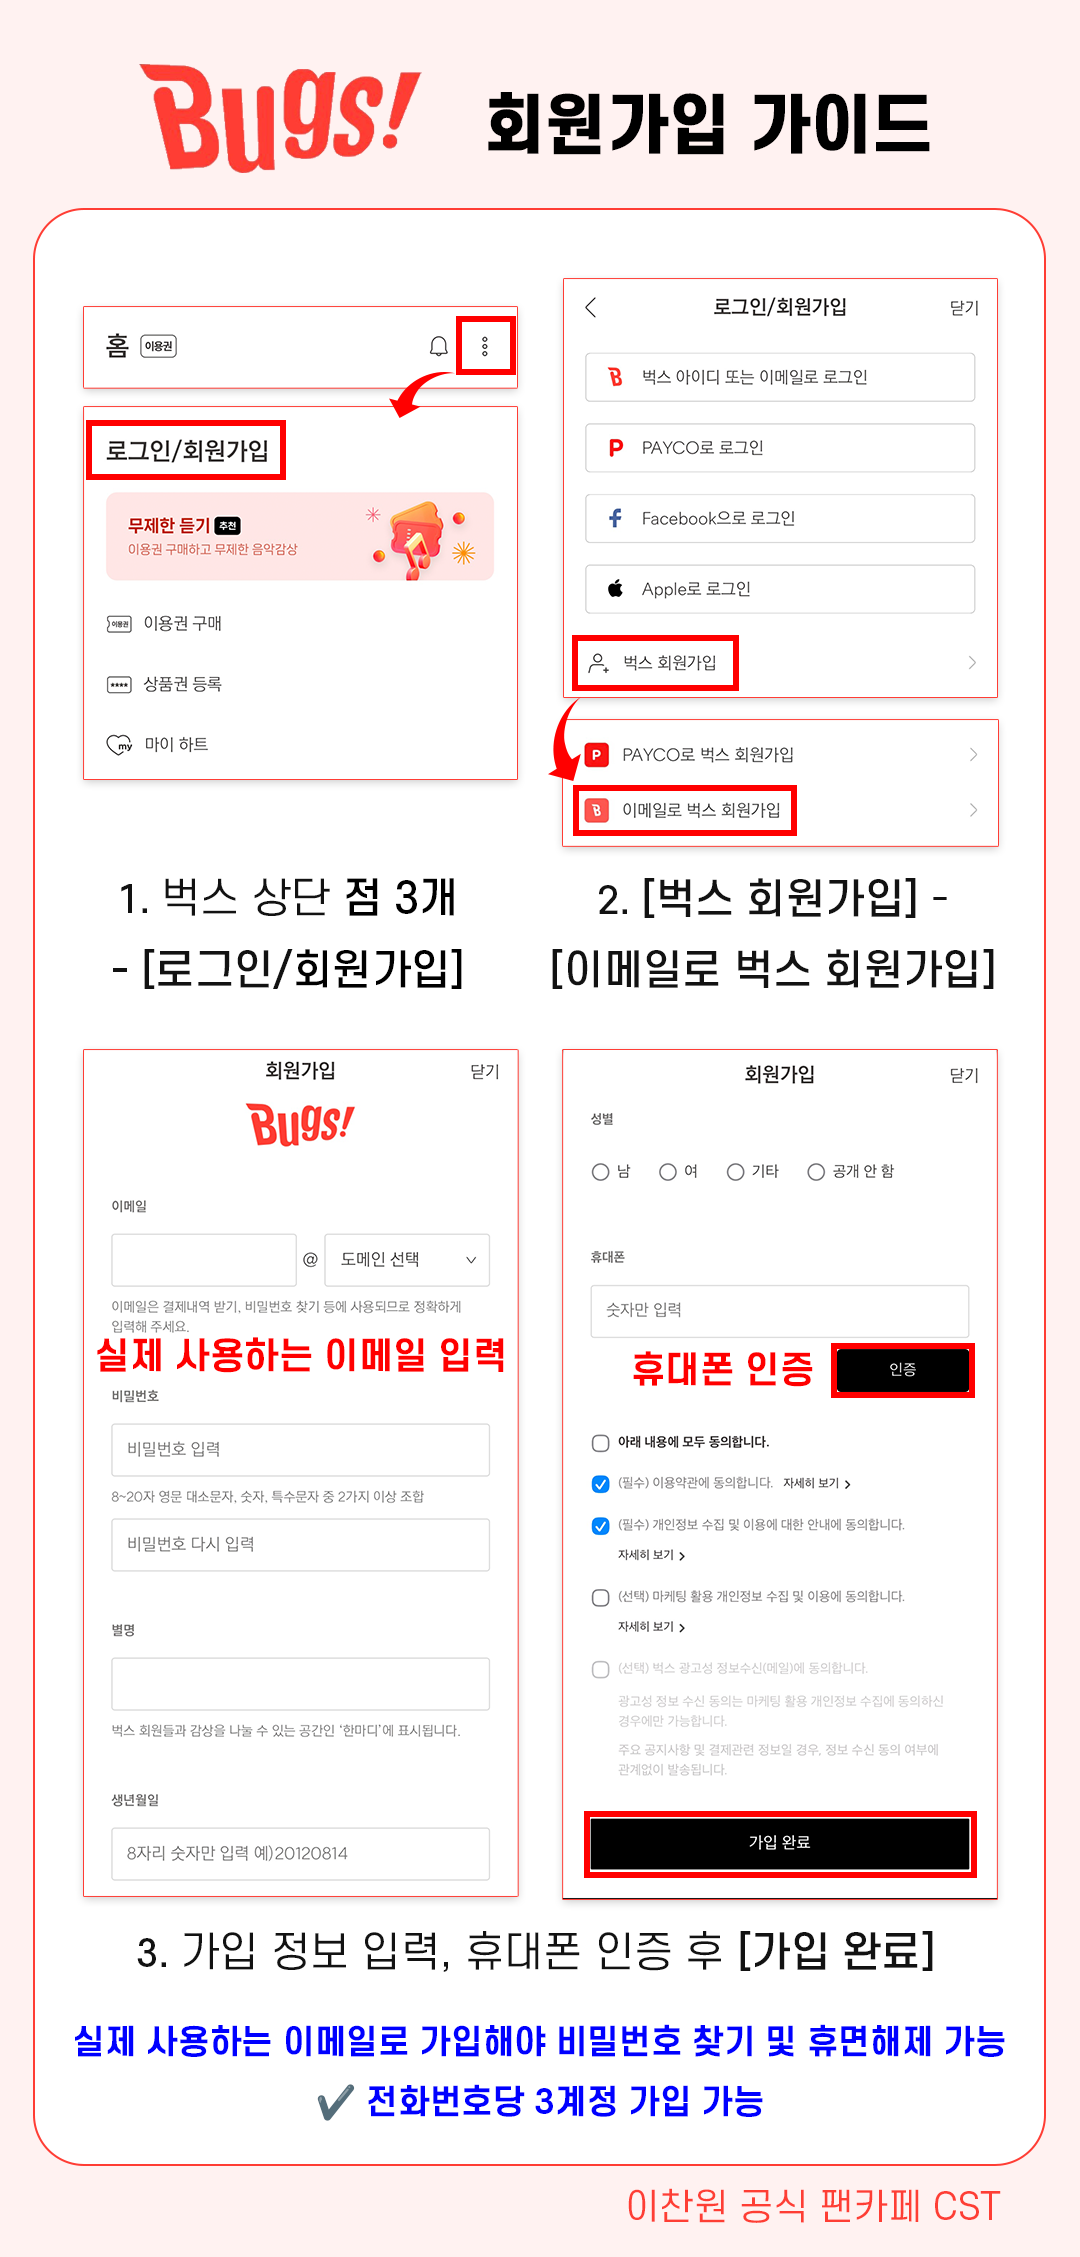 Bugs! 회원가입 가이드
홈 이용권
로그인/회원가입
무제한 듣기 추천
이용권 구매하고 무제한 음악감상
이용권 이용권 구매
**** 상품권 등록
my 마이 하트
로그인/회원가입 닫기
B 벅스 아이디 또는 이메일로 로그인
P PAYCO로 로그인
f Facebook으로 로그인
Apple로 로그인
벅스 회원가입
P PAYCO로 벅스 회원가입
B 이메일로 벅스 회원가입
1. 벅스 상단 점 3개
- [로그인/회원가입]
2. [벅스 회원가입] -
[이메일로 벅스 회원가입]
회원가입 닫기
Bugs!
이메일
@ 도메인 선택
이메일은 결제내역 받기, 비밀번호 찾기 등에 사용되므로 정확하게
입력해 주세요.
실제 사용하는 이메일 입력
비밀번호
비밀번호 입력
8~20자 영문 대소문자, 숫자, 특수문자 중 2가지 이상 조합
비밀번호 다시 입력
별명
벅스 회원들과 감상을 나눌 수 있는 공간인 ‘한마디’에 표시됩니다.
생년월일
8자리 숫자만 입력 예)20120814
회원가입 닫기
성별
남 여 기타 공개 안 함
휴대폰
숫자만 입력
휴대폰 인증 인증
아래 내용에 모두 동의합니다.
(필수) 이용약관에 동의합니다. 자세히 보기 >
(필수) 개인정보 수집 및 이용에 대한 안내에 동의합니다.
자세히 보기 >
(선택) 마케팅 활용 개인정보 수집 및 이용에 동의합니다.
자세히 보기 >
(선택) 벅스 광고성 정보수신(메일)에 동의합니다.
광고성 정보 수신 동의는 마케팅 활용 개인정보 수집에 동의하신
경우에만 가능합니다.
주요 공지사항 및 결제관련 정보일 경우, 정보 수신 동의 여부에
관계없이 발송됩니다.
가입 완료
3. 가입 정보 입력, 휴대폰 인증 후 [가입 완료]
실제 사용하는 이메일로 가입해야 비밀번호 찾기 및 휴면해제 가능
✔ 전화번호당 3계정 가입 가능
이찬원 공식 팬카페 CST